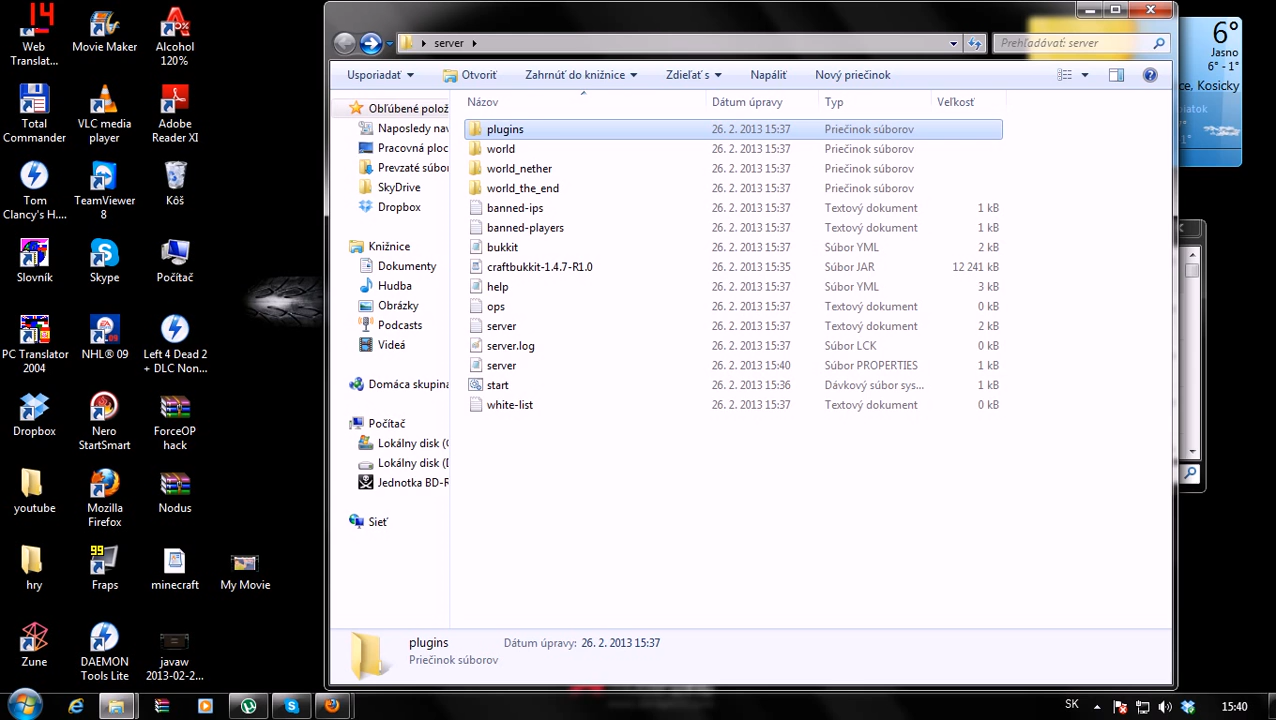 14
Web
Translat...
Movie Maker
Alcohol
120%
Total
Commander
VLC media
player
Adobe
Reader XI
Tom
Clancy's H...
TeamViewer
8
Kôš
Slovník
Skype
Počítač
PC Translator
2004
NHL® 09
Left 4 Dead 2
+ DLC Non...
Dropbox
Nero
StartSmart
ForceOP
hack
youtube
Mozilla
Firefox
Nodus
hry
99
Fraps
minecraft
My Movie
Zune
DAEMON
Tools Lite
javaw
2013-02-2...
server
Prehľadávať: server
Usporiadať
Otvoriť
Zahrnúť do knižnice
Zdieľať s
Napáliť
Nový priečinok
Obľúbené polož
Naposledy nav
Pracovná ploc
Prevzaté súbo
SkyDrive
Dropbox
Knižnice
Dokumenty
Hudba
Obrázky
Podcasts
Videá
Domáca skupina
Počítač
Lokálny disk (C
Lokálny disk (D
Jednotka BD-R
Sieť
Názov Dátum úpravy Typ Veľkosť
plugins 26. 2. 2013 15:37 Priečinok súborov
world 26. 2. 2013 15:37 Priečinok súborov
world_nether 26. 2. 2013 15:37 Priečinok súborov
world_the_end 26. 2. 2013 15:37 Priečinok súborov
banned-ips 26. 2. 2013 15:37 Textový dokument 1 kB
banned-players 26. 2. 2013 15:37 Textový dokument 1 kB
bukkit 26. 2. 2013 15:37 Súbor YML 2 kB
craftbukkit-1.4.7-R1.0 26. 2. 2013 15:35 Súbor JAR 12 241 kB
help 26. 2. 2013 15:37 Súbor YML 3 kB
ops 26. 2. 2013 15:37 Textový dokument 0 kB
server 26. 2. 2013 15:37 Textový dokument 2 kB
server.log 26. 2. 2013 15:37 Súbor LCK 0 kB
server 26. 2. 2013 15:40 Súbor PROPERTIES 1 kB
start 26. 2. 2013 15:36 Dávkový súbor sys... 1 kB
white-list 26. 2. 2013 15:37 Textový dokument 0 kB
plugins Dátum úpravy: 26. 2. 2013 15:37
Priečinok súborov
6°
Jasno
6° - 1°
ce, Kosicky
iatok
SK
15:40